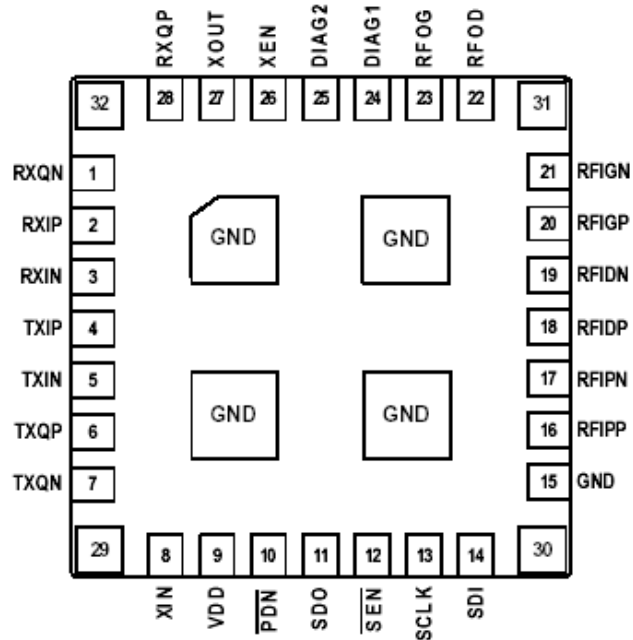 RXQP XOUT XEN DIAG2 DIAG1 RFOG RFOD
32 28 27 26 25 24 23 22 31
RXQN 1 21 RFIGN
RXIP 2 20 RFIGP
GND GND
RXIN 3 19 RFIDN
TXIP 4 18 RFIDP
TXIN 5 17 RFIPN
GND GND
TXQP 6 16 RFIPP
TXQN 7 15 GND
29 8 9 10 11 12 13 14 30
XIN VDD PDN SDO SEN SCLK SDI